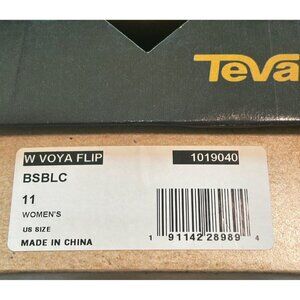 Teva
W VOYA FLIP 1019040
BSBLC
11
WOMEN'S
US SIZE
MADE IN CHINA
1 91142 28989 4